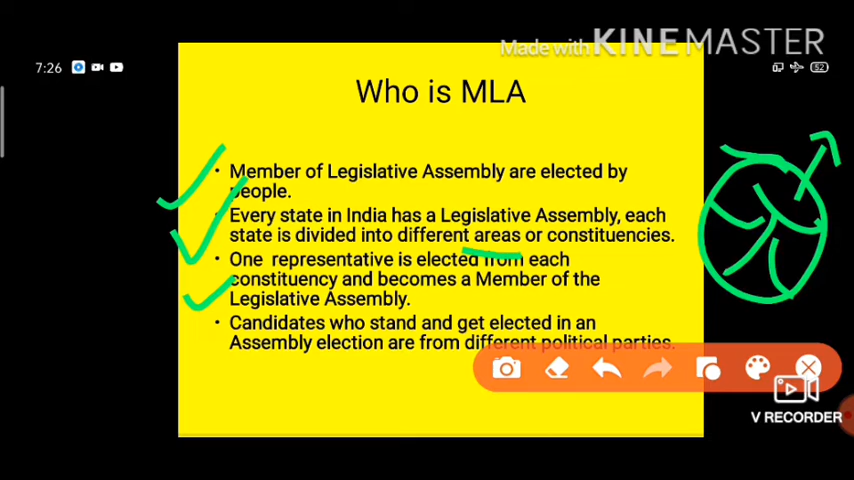 Made with KINEMASTER
7:26
52
Who is MLA
• Member of Legislative Assembly are elected by
people.
• Every state in India has a Legislative Assembly, each
state is divided into different areas or constituencies.
• One representative is elected from each
constituency and becomes a Member of the
Legislative Assembly.
• Candidates who stand and get elected in an
Assembly election are from different political parties.
V RECORDER